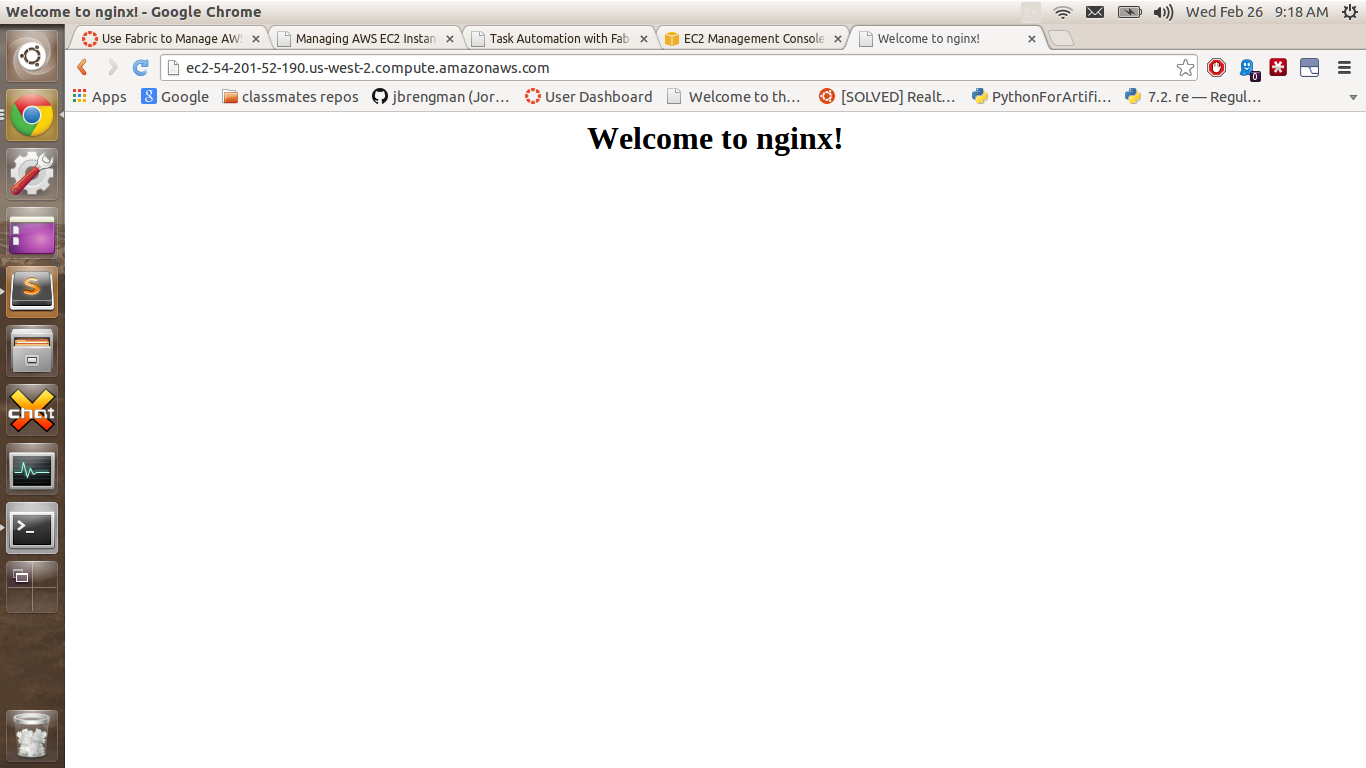 Welcome to nginx! - Google Chrome
Wed Feb 26 9:18 AM
Use Fabric to Manage AW
Managing AWS EC2 Instan
Task Automation with Fab
EC2 Management Console
Welcome to nginx!
ec2-54-201-52-190.us-west-2.compute.amazonaws.com
0
Apps
Google
classmates repos
jbrengman (Jor...
User Dashboard
Welcome to th...
[SOLVED] Realt...
PythonForArtifi...
7.2. re — Regul...
Welcome to nginx!
S
chat
>_